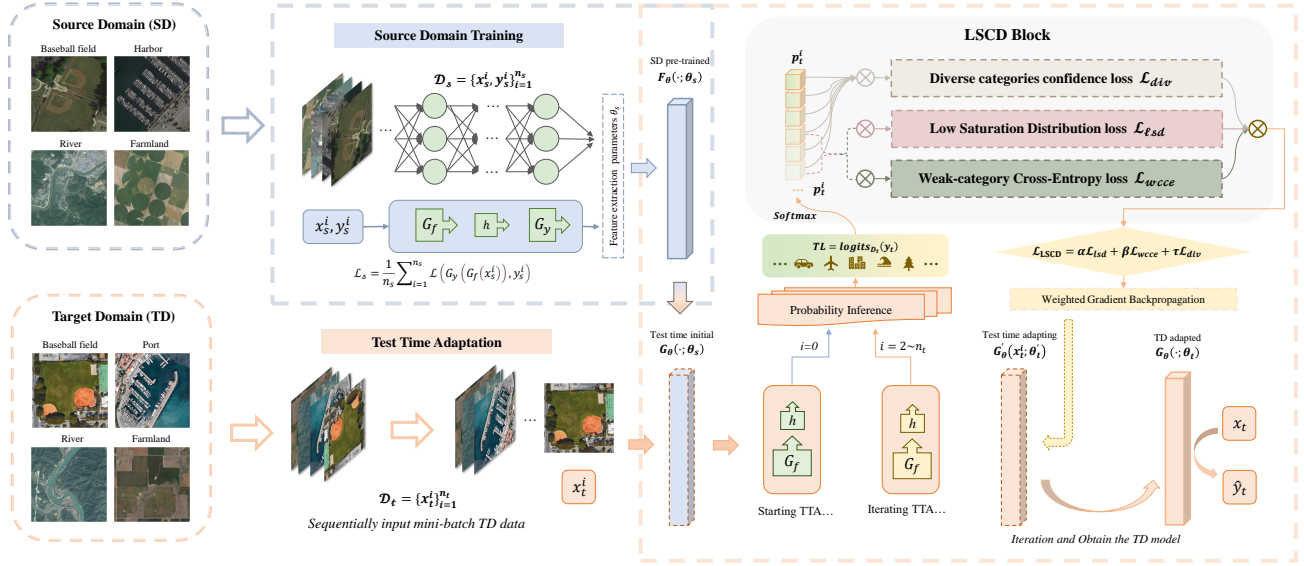 Source Domain (SD)
Baseball field
Harbor
River
Farmland
Source Domain Training
𝒟ₛ = {xₛⁱ, yₛⁱ}ᵢ₌₁ⁿˢ
...
...
...
Feature extraction parameters θₛ
xₛⁱ, yₛⁱ
G_f
h
G_y
ℒₛ = 1/nₛ ∑ᵢ₌₁ⁿˢ ℒ(G_y(G_f(xₛⁱ)), yₛⁱ)
SD pre-trained
F_θ(·; θₛ)
Target Domain (TD)
Baseball field
Port
River
Farmland
Test Time Adaptation
...
𝒟ₜ = {xₜⁱ}ᵢ₌₁ⁿᵗ
xₜⁱ
Sequentially input mini-batch TD data
Test time initial
G_θ(·; θₛ)
LSCD Block
pₜⁱ
Diverse categories confidence loss ℒ_div
Low Saturation Distribution loss ℒ_lsd
Weak-category Cross-Entropy loss ℒ_wcce
...
pₜⁱ
Softmax
TL = logits_Dₜ(yₜ)
...
...
Probability Inference
i=0
i = 2~nₜ
h
G_f
Starting TTA...
h
G_f
Iterating TTA...
ℒ_LSCD = αℒ_lsd + βℒ_wcce + τℒ_div
Weighted Gradient Backpropagation
Test time adapting
G′_θ(xₜⁱ; θ′ₜ)
TD adapted
G_θ(·; θₜ)
xₜ
ŷₜ
Iteration and Obtain the TD model